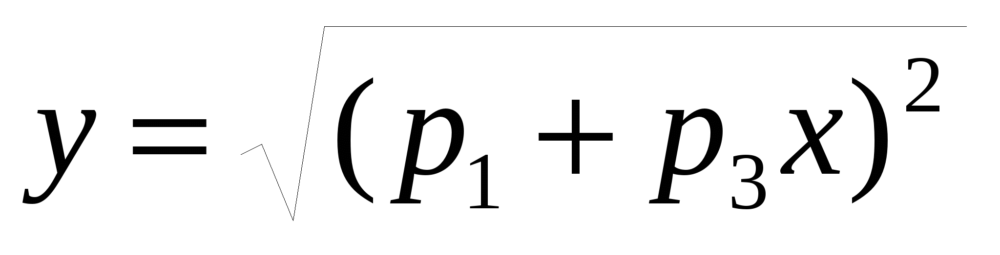 y = √(p₁ + p₃x)²